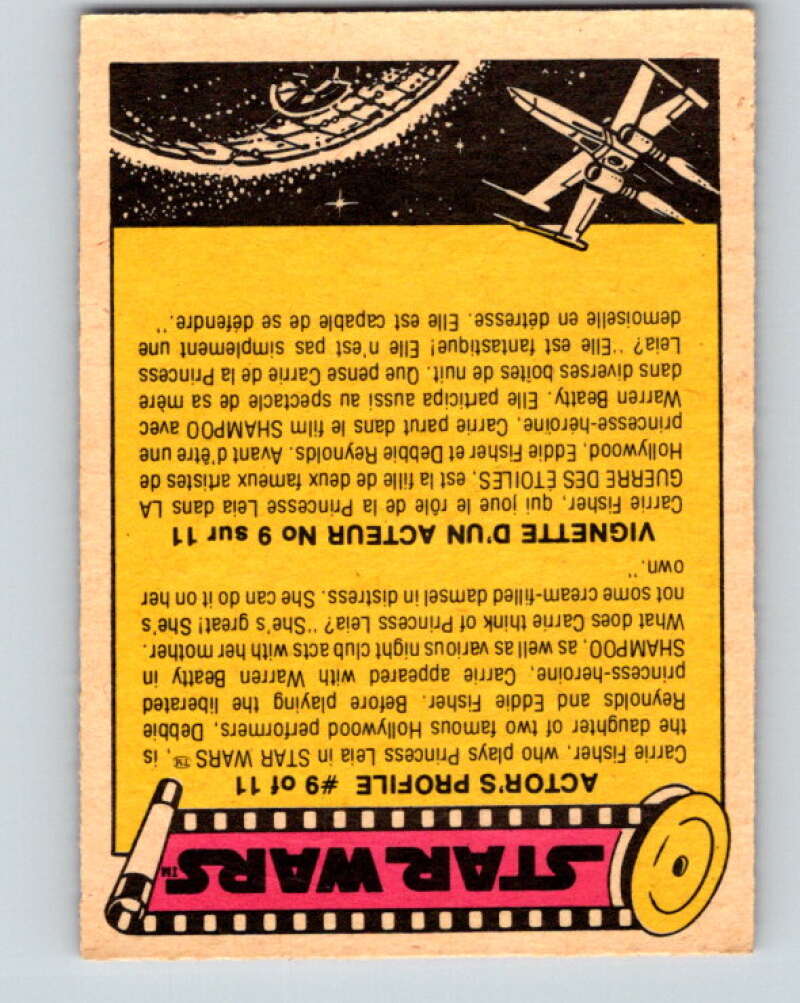 STAR WARS™
ACTOR'S PROFILE #9 of 11
Carrie Fisher, who plays Princess Leia in STAR WARS™, is
the daughter of two famous Hollywood performers, Debbie
Reynolds and Eddie Fisher. Before playing the liberated
princess-heroine, Carrie appeared with Warren Beatty in
SHAMPOO, as well as various night club acts with her mother.
What does Carrie think of Princess Leia? "She's great! She's
not some cream-filled damsel in distress. She can do it on her
own."
VIGNETTE D'UN ACTEUR No 9 sur 11
Carrie Fisher, qui joue le rôle de la Princesse Leia dans LA
GUERRE DES ÉTOILES, est la fille de deux fameux artistes de
Hollywood, Eddie Fisher et Debbie Reynolds. Avant d'être une
princesse-héroine, Carrie parut dans le film SHAMPOO avec
Warren Beatty. Elle participa aussi au spectacle de sa mère
dans diverses boites de nuit. Que pense Carrie de la Princess
Leia? "Elle est fantastique! Elle n'est pas simplement une
demoiselle en détresse. Elle est capable de se défendre."